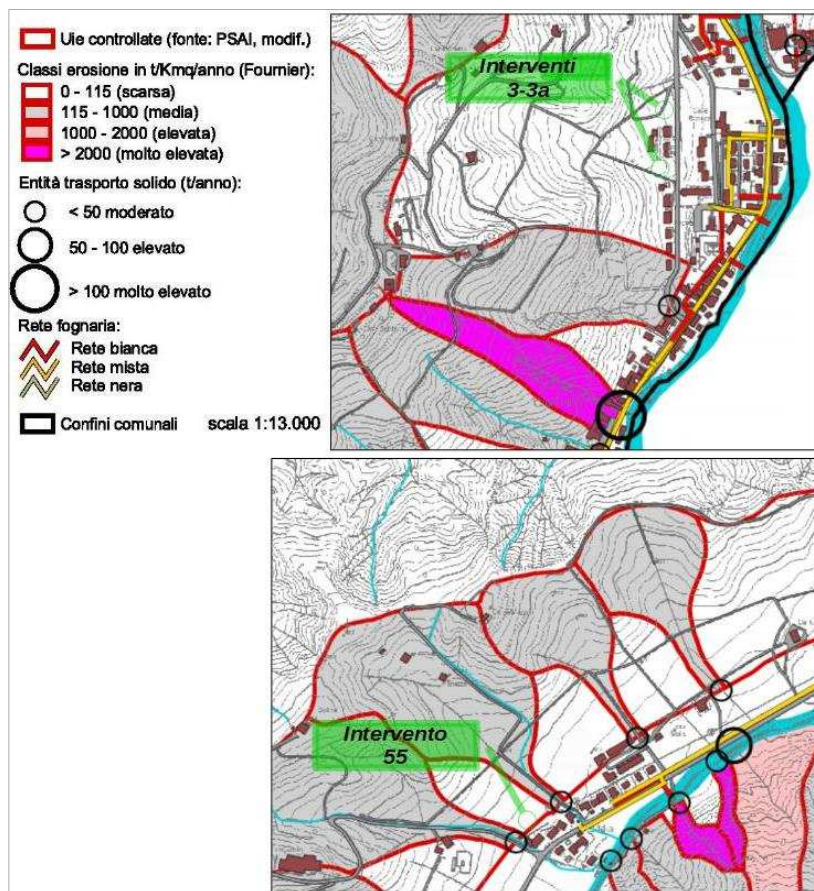 Uie controllate (fonte: PSAI, modif.)
Classi erosione in t/Kmq/anno (Fournier):
0 - 115 (scarsa)
115 - 1000 (media)
1000 - 2000 (elevata)
> 2000 (molto elevata)
Entità trasporto solido (t/anno):
< 50 moderato
50 - 100 elevato
> 100 molto elevato
Rete fognaria:
Rete bianca
Rete mista
Rete nera
Confini comunali scala 1:13.000
Interventi
3-3a
Intervento
55